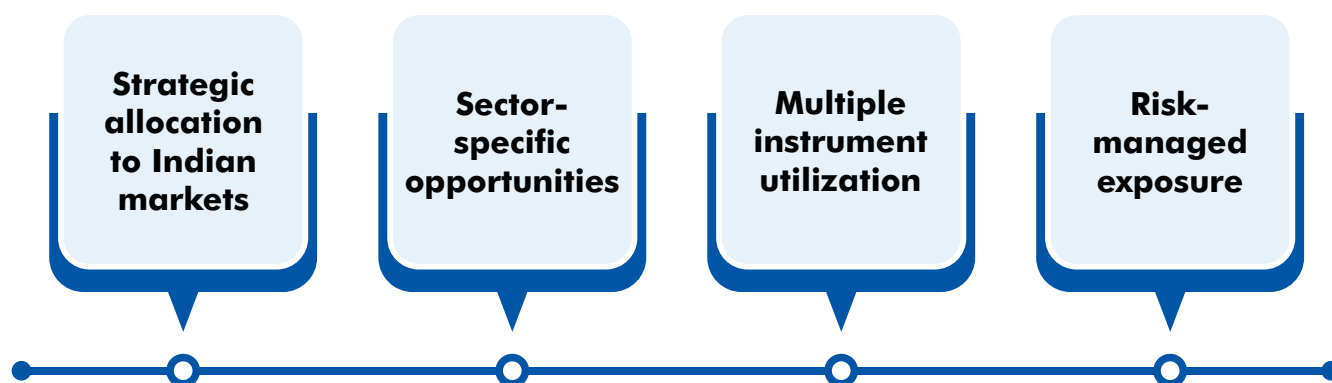 Strategic
allocation
to Indian
markets
Sector-
specific
opportunities
Multiple
instrument
utilization
Risk-
managed
exposure